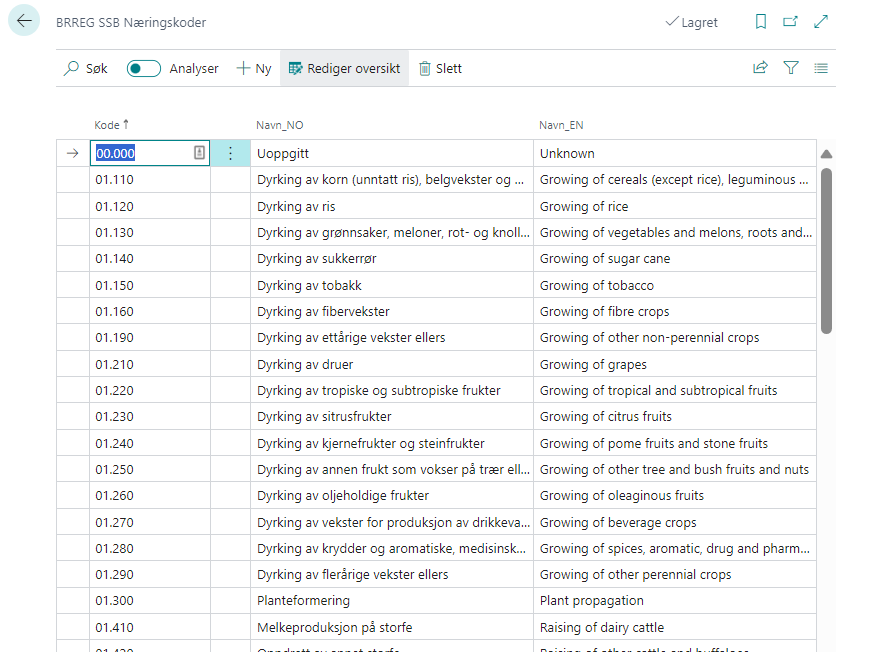 BRREG SSB Næringskoder
Lagret
Søk Analyser Ny Rediger oversikt Slett
Kode Navn_NO Navn_EN
00.000 Uoppgitt Unknown
01.110 Dyrking av korn (unntatt ris), belgvekster og ... Growing of cereals (except rice), leguminous ...
01.120 Dyrking av ris Growing of rice
01.130 Dyrking av grønnsaker, meloner, rot- og knoll... Growing of vegetables and melons, roots and...
01.140 Dyrking av sukkerrør Growing of sugar cane
01.150 Dyrking av tobakk Growing of tobacco
01.160 Dyrking av fibervekster Growing of fibre crops
01.190 Dyrking av ettårige vekster ellers Growing of other non-perennial crops
01.210 Dyrking av druer Growing of grapes
01.220 Dyrking av tropiske og subtropiske frukter Growing of tropical and subtropical fruits
01.230 Dyrking av sitrusfrukter Growing of citrus fruits
01.240 Dyrking av kjernefrukter og steinfrukter Growing of pome fruits and stone fruits
01.250 Dyrking av annen frukt som vokser på trær ell... Growing of other tree and bush fruits and nuts
01.260 Dyrking av oljeholdige frukter Growing of oleaginous fruits
01.270 Dyrking av vekster for produksjon av drikkeva... Growing of beverage crops
01.280 Dyrking av krydder og aromatiske, medisinsk... Growing of spices, aromatic, drug and pharm...
01.290 Dyrking av flerårige vekster ellers Growing of other perennial crops
01.300 Planteformering Plant propagation
01.410 Melkeproduksjon på storfe Raising of dairy cattle